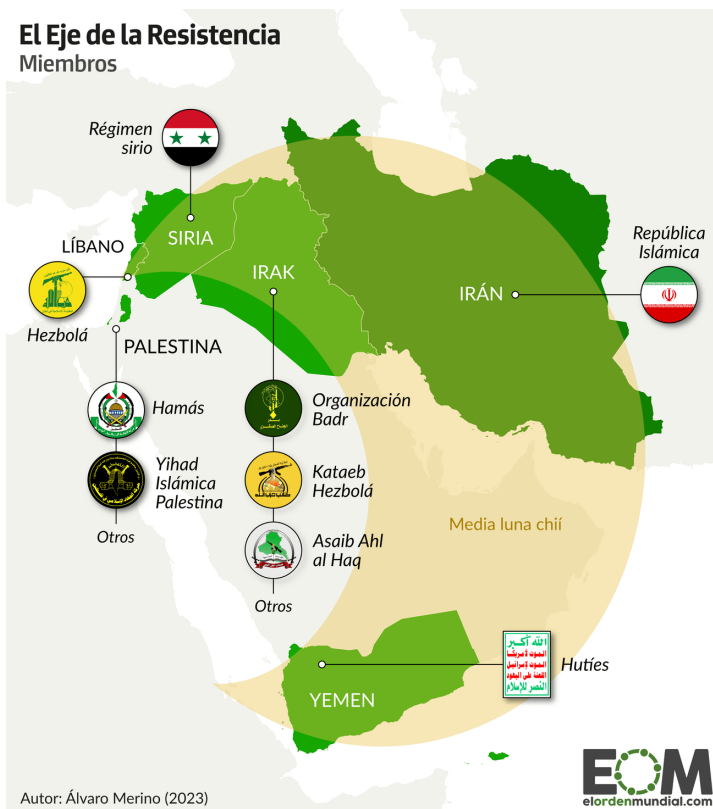 El Eje de la Resistencia
Miembros
Régimen
sirio
LÍBANO
SIRIA
IRAK
IRÁN
República
Islámica
Hezbolá
PALESTINA
Hamás
Organización
Badr
Yihad
Islámica
Palestina
Kataeb
Hezbolá
Otros
Asaib Ahl
al Haq
Media luna chií
Otros
الله أكبر
الموت لأمريكا
الموت لإسرائيل
اللعنة على اليهود
النصر للإسلام
Hutíes
YEMEN
EOM
elordenmundial.com
Autor: Álvaro Merino (2023)